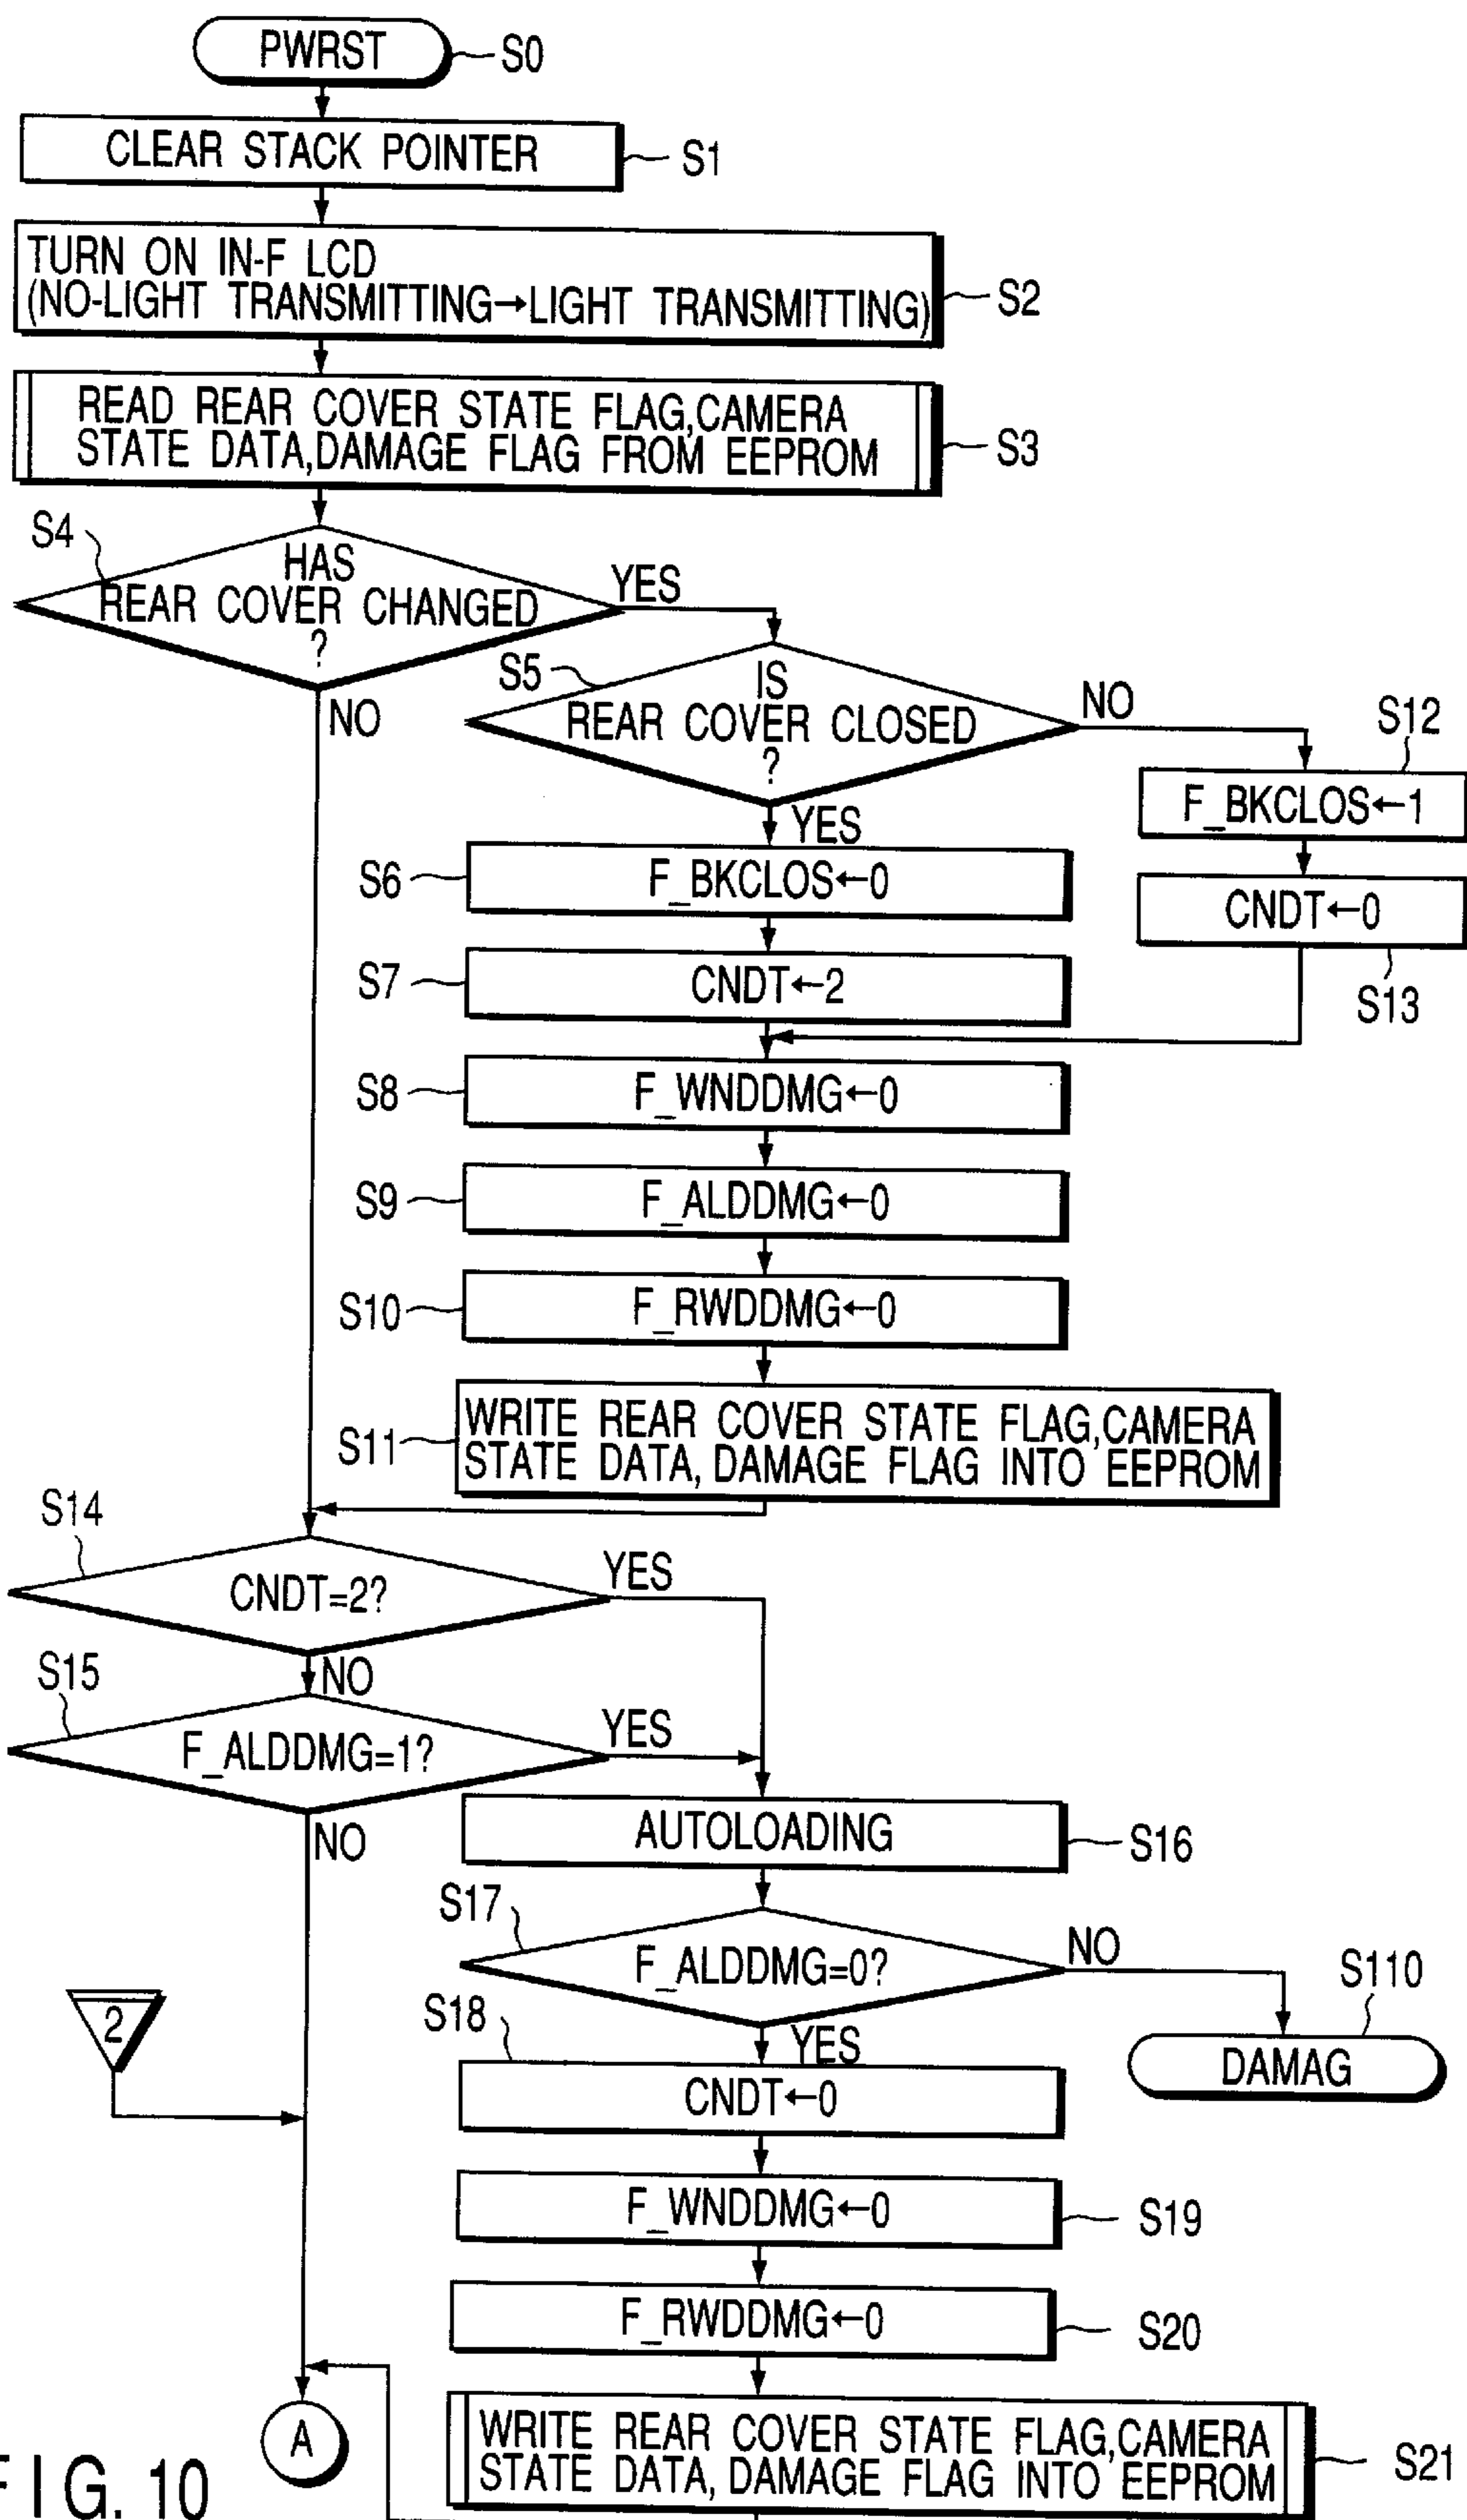 PWRST
S0
CLEAR STACK POINTER
S1
TURN ON IN-F LCD
(NO-LIGHT TRANSMITTING→LIGHT TRANSMITTING)
S2
READ REAR COVER STATE FLAG,CAMERA
STATE DATA,DAMAGE FLAG FROM EEPROM
S3
S4
HAS
REAR COVER CHANGED
?
YES
NO
S5
IS
REAR COVER CLOSED
?
NO
YES
S12
F_BKCLOS←1
S6
F_BKCLOS←0
CNDT←0
S13
S7
CNDT←2
S8
F_WNDDMG←0
S9
F_ALDDMG←0
S10
F_RWDDMG←0
S11
WRITE REAR COVER STATE FLAG,CAMERA
STATE DATA, DAMAGE FLAG INTO EEPROM
S14
CNDT=2?
YES
NO
S15
F_ALDDMG=1?
YES
NO
AUTOLOADING
S16
S17
F_ALDDMG=0?
NO
YES
S110
DAMAG
2
S18
CNDT←0
F_WNDDMG←0
S19
F_RWDDMG←0
S20
A
WRITE REAR COVER STATE FLAG,CAMERA
STATE DATA, DAMAGE FLAG INTO EEPROM
S21
FIG. 10